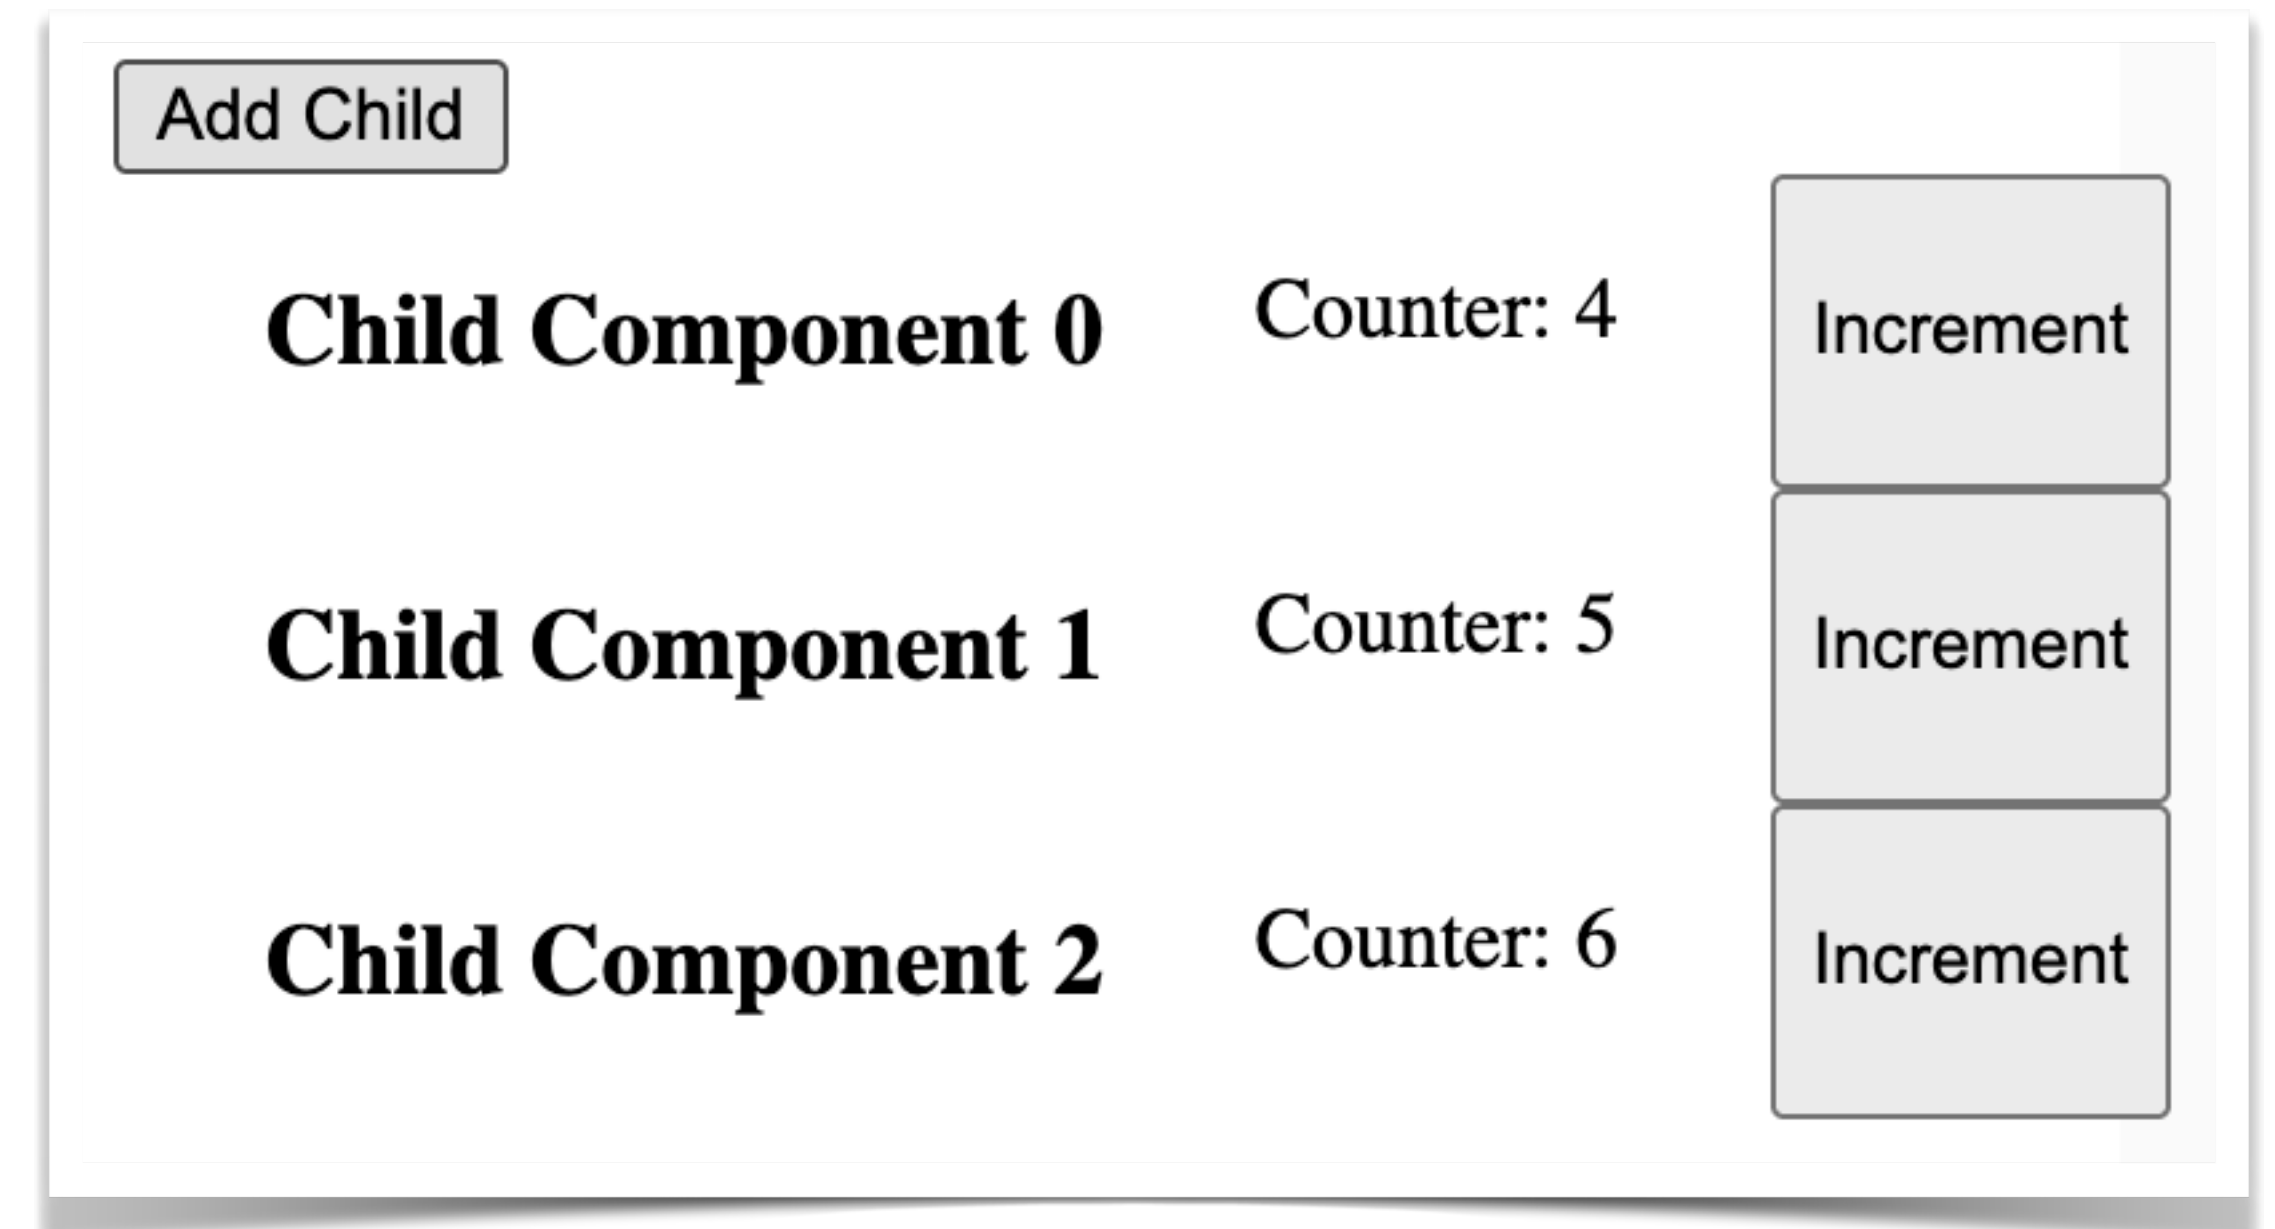 Add Child
Child Component 0 Counter: 4 Increment
Child Component 1 Counter: 5 Increment
Child Component 2 Counter: 6 Increment